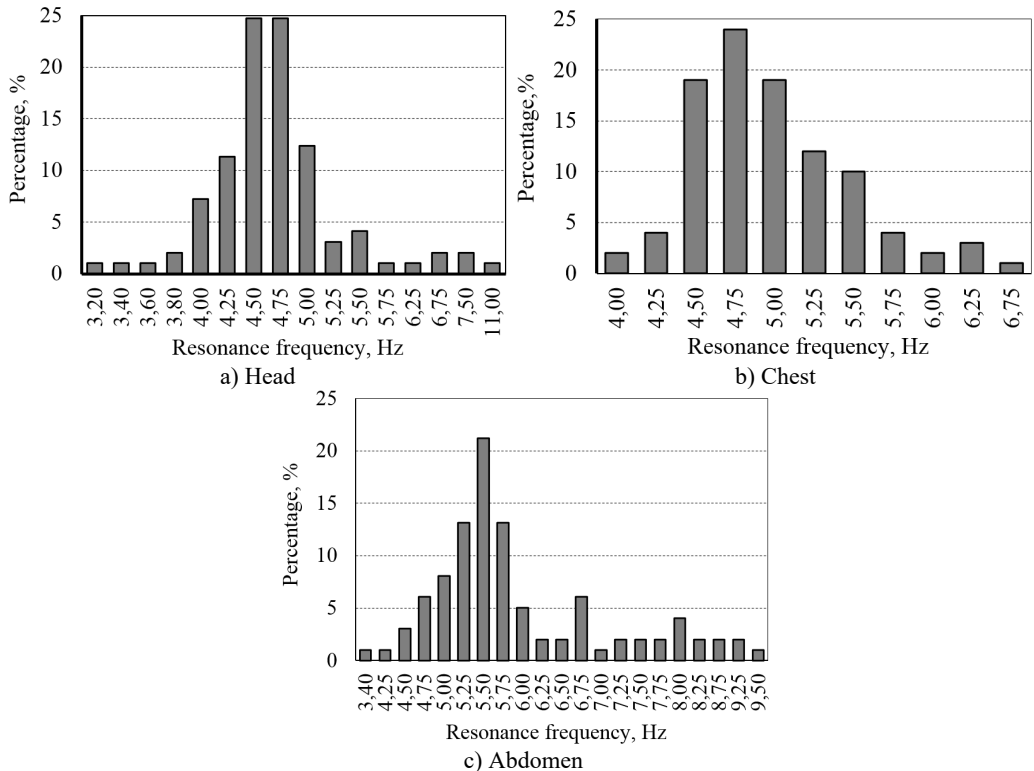 25
20
15
10
5
0
Percentage, %
3,20 3,40 3,60 3,80 4,00 4,25 4,50 4,75 5,00 5,25 5,50 5,75 6,25 6,75 7,50 11,00
Resonance frequency, Hz
a) Head
25
20
15
10
5
0
Percentage,%
4,00 4,25 4,50 4,75 5,00 5,25 5,50 5,75 6,00 6,25 6,75
Resonance frequency, Hz
b) Chest
25
20
15
10
5
0
Percentage, %
3,40 4,25 4,50 4,75 5,00 5,25 5,50 5,75 6,00 6,25 6,50 6,75 7,00 7,25 7,50 7,75 8,00 8,25 8,75 9,25 9,50
Resonance frequency, Hz
c) Abdomen